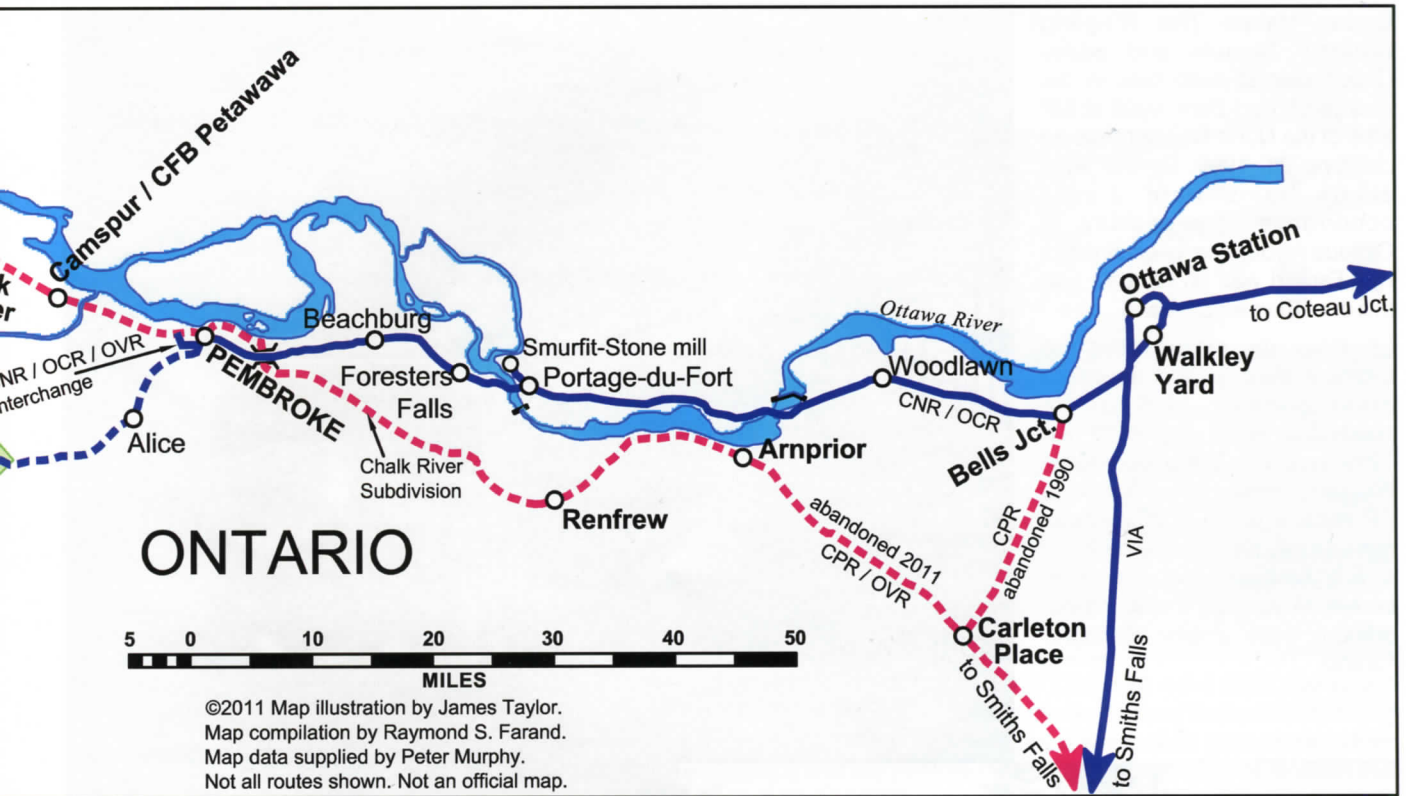 Camspur / CFB Petawawa
k
er
NR / OCR / OVR
nterchange
PEMBROKE
Alice
Beachburg
Foresters
Falls
Smurfit-Stone mill
Portage-du-Fort
Chalk River
Subdivision
Renfrew
Arnprior
Ottawa River
Woodlawn
CNR / OCR
Bells Jct.
Ottawa Station
to Coteau Jct.
Walkley
Yard
abandoned 2011
CPR / OVR
CPR
abandoned 1990
VIA
Carleton
Place
to Smiths Falls
to Smiths Falls
ONTARIO
5 0 10 20 30 40 50
MILES
©2011 Map illustration by James Taylor.
Map compilation by Raymond S. Farand.
Map data supplied by Peter Murphy.
Not all routes shown. Not an official map.